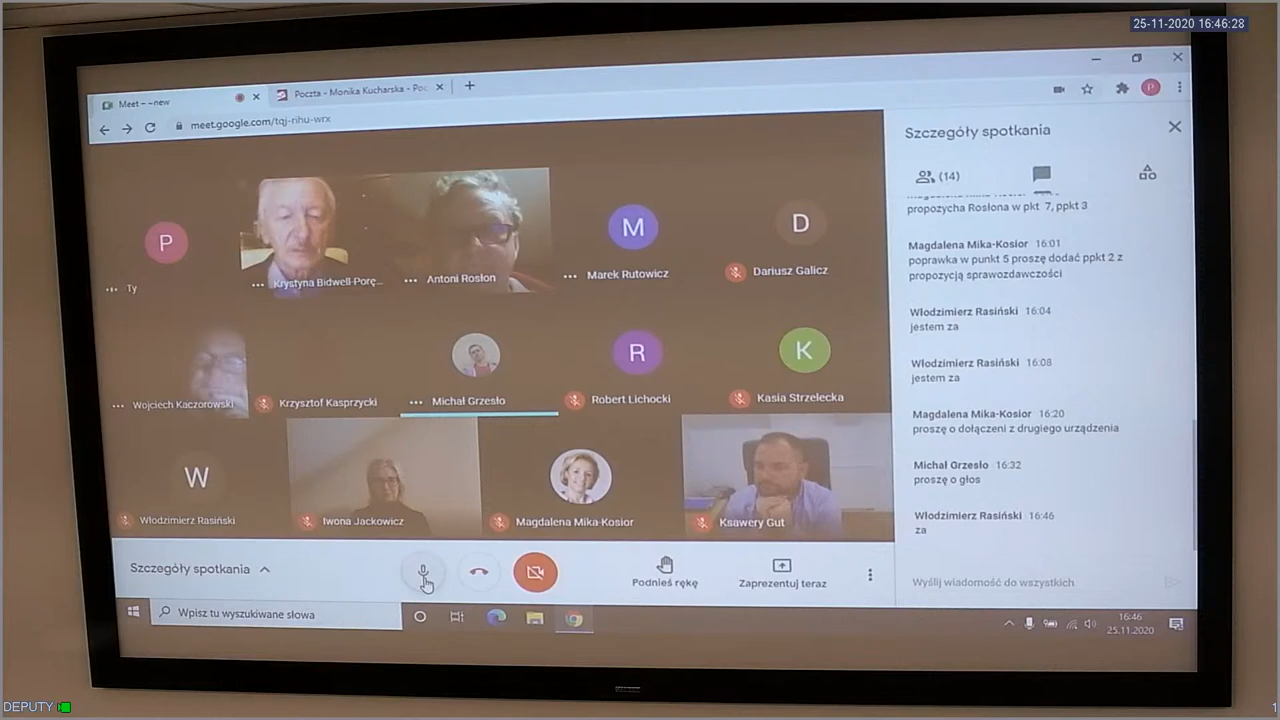 25-11-2020 16:46:28
Meet – –new
Poczta - Monika Kucharska - Poc
meet.google.com/tqj-nhu-wrx
P
Szczegóły spotkania
(14)
propozycha Rosłona w pkt 7, ppkt 3
Magdalena Mika-Kosior 16:01
poprawka w punkt 5 proszę dodać ppkt 2 z
propozycją sprawozdawczości
Włodzimierz Rasiński 16:04
jestem za
Włodzimierz Rasiński 16:08
jestem za
Magdalena Mika-Kosior 16:20
proszę o dołączeni z drugiego urządzenia
Michał Grzesło 16:32
proszę o głos
Włodzimierz Rasiński 16:46
za
Wyślij wiadomość do wszystkich
P
M
D
Ty
Krystyna Bidwell-Porę...
Antoni Rosłon
Marek Rutowicz
Dariusz Galicz
R
K
Wojciech Kaczorowski
Krzysztof Kasprzycki
Michał Grzesło
Robert Lichocki
Kasia Strzelecka
W
Włodzimierz Rasiński
Iwona Jackowicz
Magdalena Mika-Kosior
Ksawery Gut
Szczegóły spotkania
Podnieś rękę
Zaprezentuj teraz
Wpisz tu wyszukiwane słowa
16:46
25.11.2020
DEPUTY
1